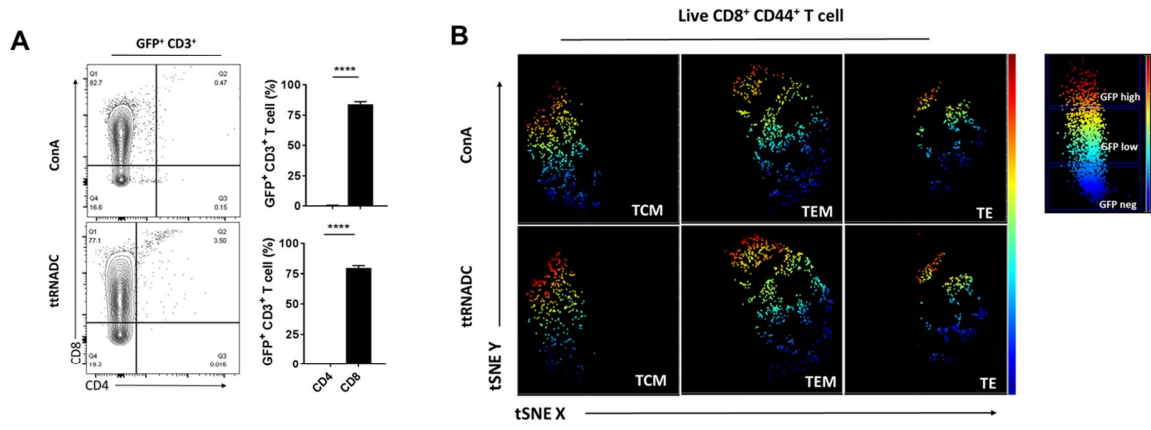 A
GFP⁺ CD3⁺
ConA
Q1
82.7
Q2
0.47
Q4
16.6
Q3
0.15
GFP⁺ CD3⁺ T cell (%)
100
75
50
25
0
****
ttRNADC
Q1
77.1
Q2
3.50
Q4
19.3
Q3
0.016
CD8
CD4
GFP⁺ CD3⁺ T cell (%)
100
75
50
25
0
****
CD4
CD8
B
Live CD8⁺ CD44⁺ T cell
ConA
TCM
TEM
TE
ttRNADC
TCM
TEM
TE
tSNE Y
tSNE X
GFP high
GFP low
GFP neg